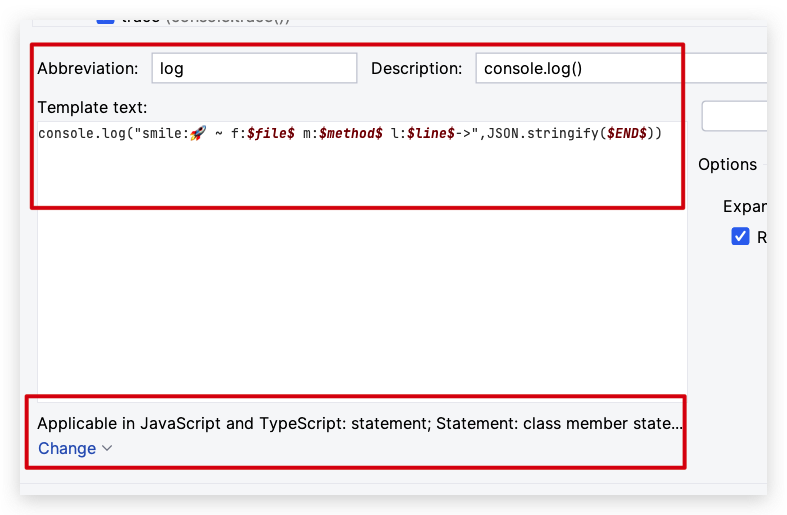 trace (console.trace())
Abbreviation: log Description: console.log()
Template text:
console.log("smile:🚀 ~ f:$file$ m:$method$ l:$line$->",JSON.stringify($END$))
Options
Expan
R
Applicable in JavaScript and TypeScript: statement; Statement: class member state...
Change